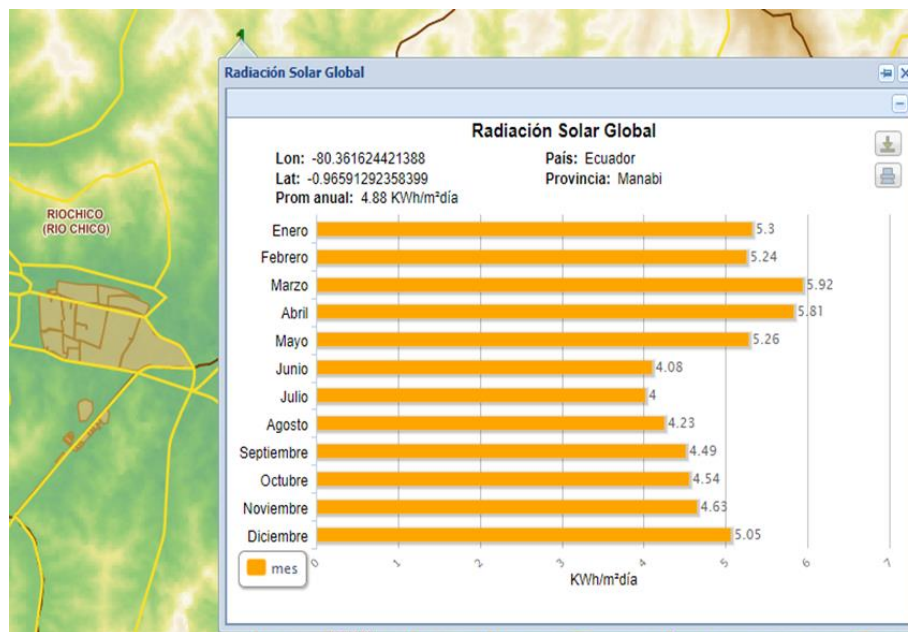 Radiación Solar Global
Radiación Solar Global
Lon: -80.361624421388
País: Ecuador
Lat: -0.96591292358399
Provincia: Manabi
Prom anual: 4.88 KWh/m²día
RIOCHICO
(RIO CHICO)
Enero 5.3
Febrero 5.24
Marzo 5.92
Abril 5.81
Mayo 5.26
Junio 4.08
Julio 4
Agosto 4.23
Septiembre 4.49
Octubre 4.54
Noviembre 4.63
Diciembre 5.05
mes
0 1 2 3 4 5 6 7
KWh/m²día